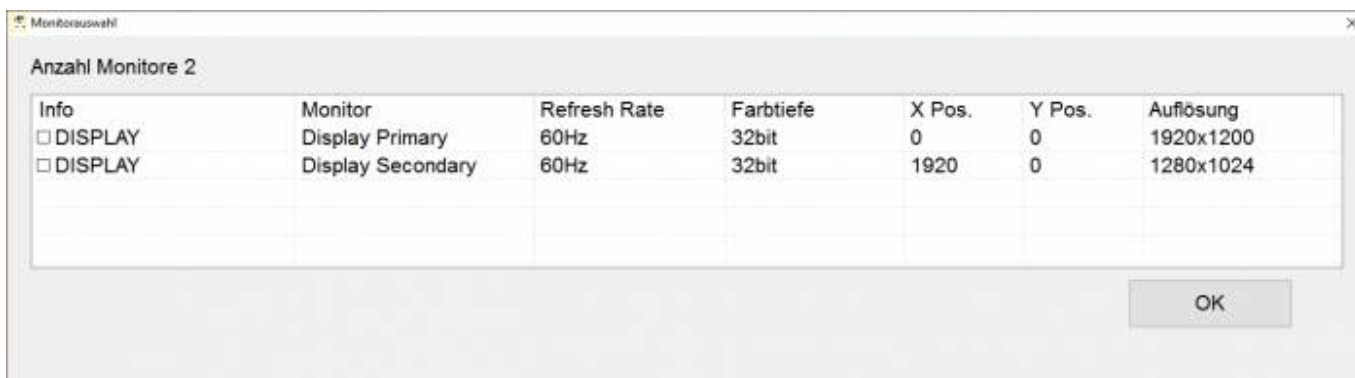 Monitorauswahl
Anzahl Monitore 2
Info Monitor Refresh Rate Farbtiefe X Pos. Y Pos. Auflösung
DISPLAY Display Primary 60Hz 32bit 0 0 1920x1200
DISPLAY Display Secondary 60Hz 32bit 1920 0 1280x1024
OK